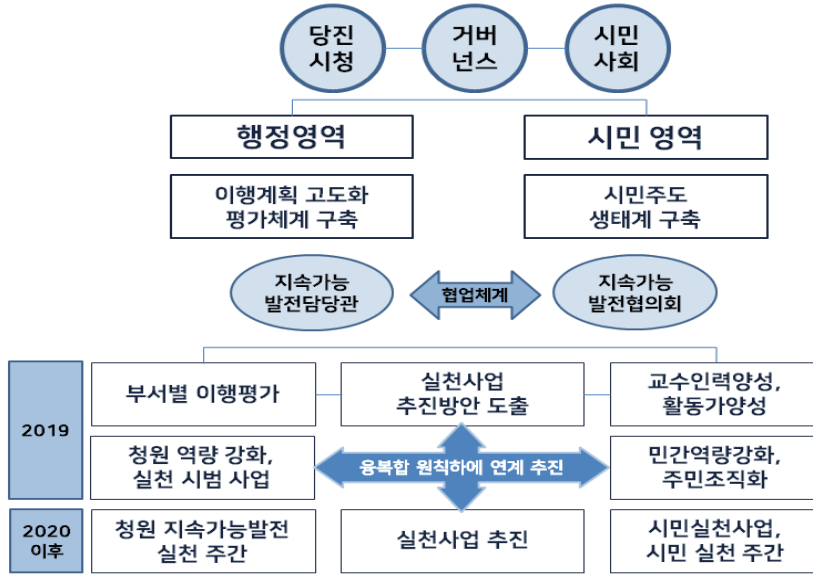 당진
시청
거버
넌스
시민
사회
행정영역
시민 영역
이행계획 고도화
평가체계 구축
시민주도
생태계 구축
지속가능
발전담당관
협업체계
지속가능
발전협의회
2019
부서별 이행평가
실천사업
추진방안 도출
교수인력양성,
활동가양성
청원 역량 강화,
실천 시범 사업
융복합 원칙하에 연계 추진
민간역량강화,
주민조직화
2020
이후
청원 지속가능발전
실천 주간
실천사업 추진
시민실천사업,
시민 실천 주간